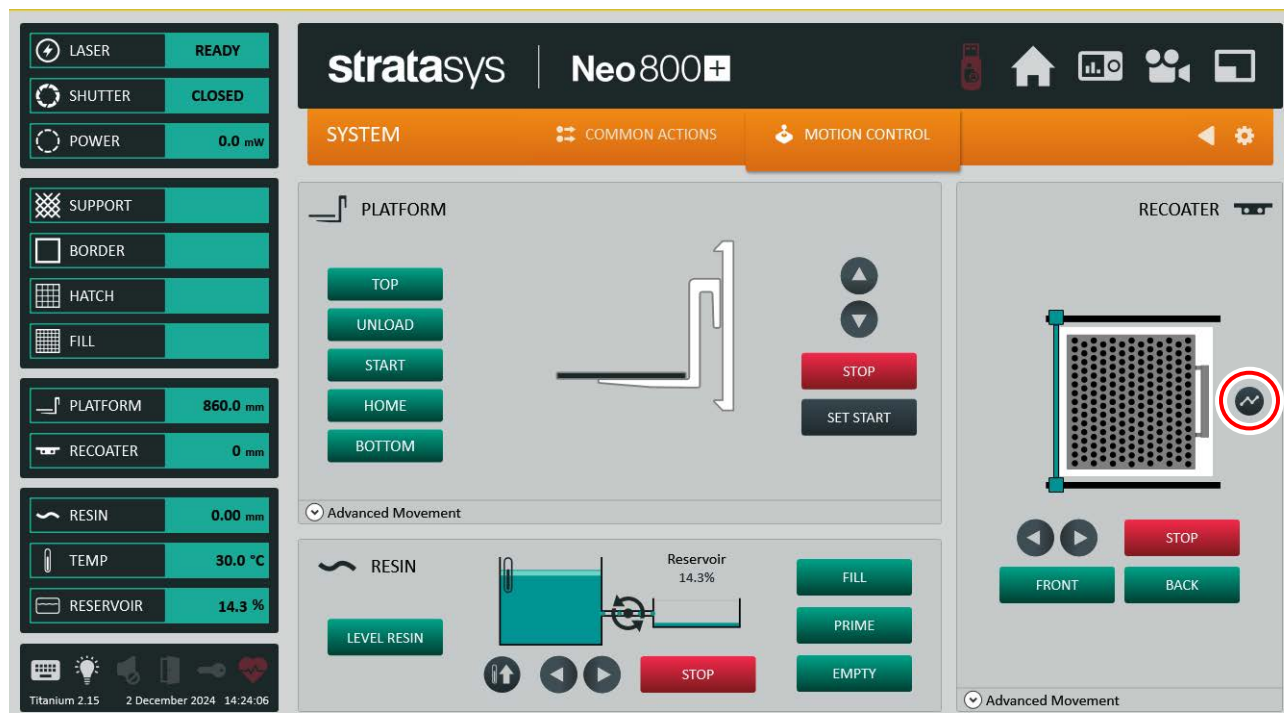 LASER READY
SHUTTER CLOSED
POWER 0.0 mW
SUPPORT
BORDER
HATCH
FILL
PLATFORM 860.0 mm
RECOATER 0 mm
RESIN 0.00 mm
TEMP 30.0 °C
RESERVOIR 14.3 %
Titanium 2.15 2 December 2024 14:24:06
stratasys Neo800+
SYSTEM COMMON ACTIONS MOTION CONTROL
PLATFORM
TOP
UNLOAD
START
HOME
BOTTOM
STOP
SET START
Advanced Movement
RESIN
LEVEL RESIN
Reservoir
14.3%
STOP
FILL
PRIME
EMPTY
RECOATER
STOP
FRONT BACK
Advanced Movement